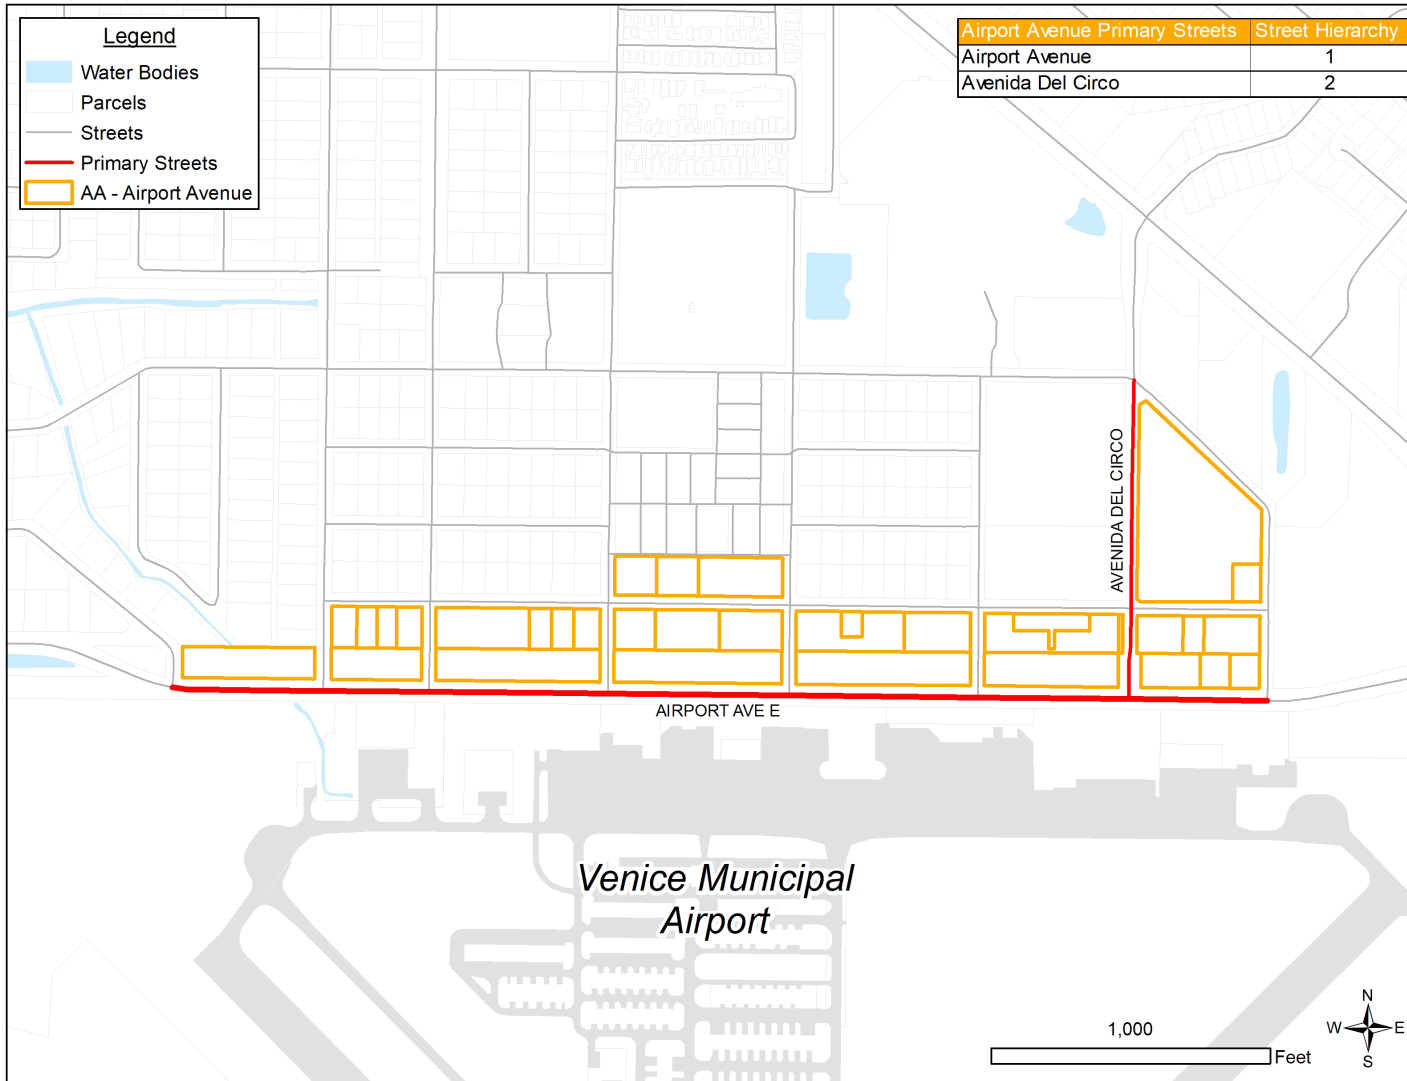 Legend
Water Bodies
Parcels
Streets
Primary Streets
AA - Airport Avenue
Airport Avenue Primary Streets Street Hierarchy
Airport Avenue 1
Avenida Del Circo 2
AVENIDA DEL CIRCO
AIRPORT AVE E
Venice Municipal
Airport
1,000
Feet
N
W E
S